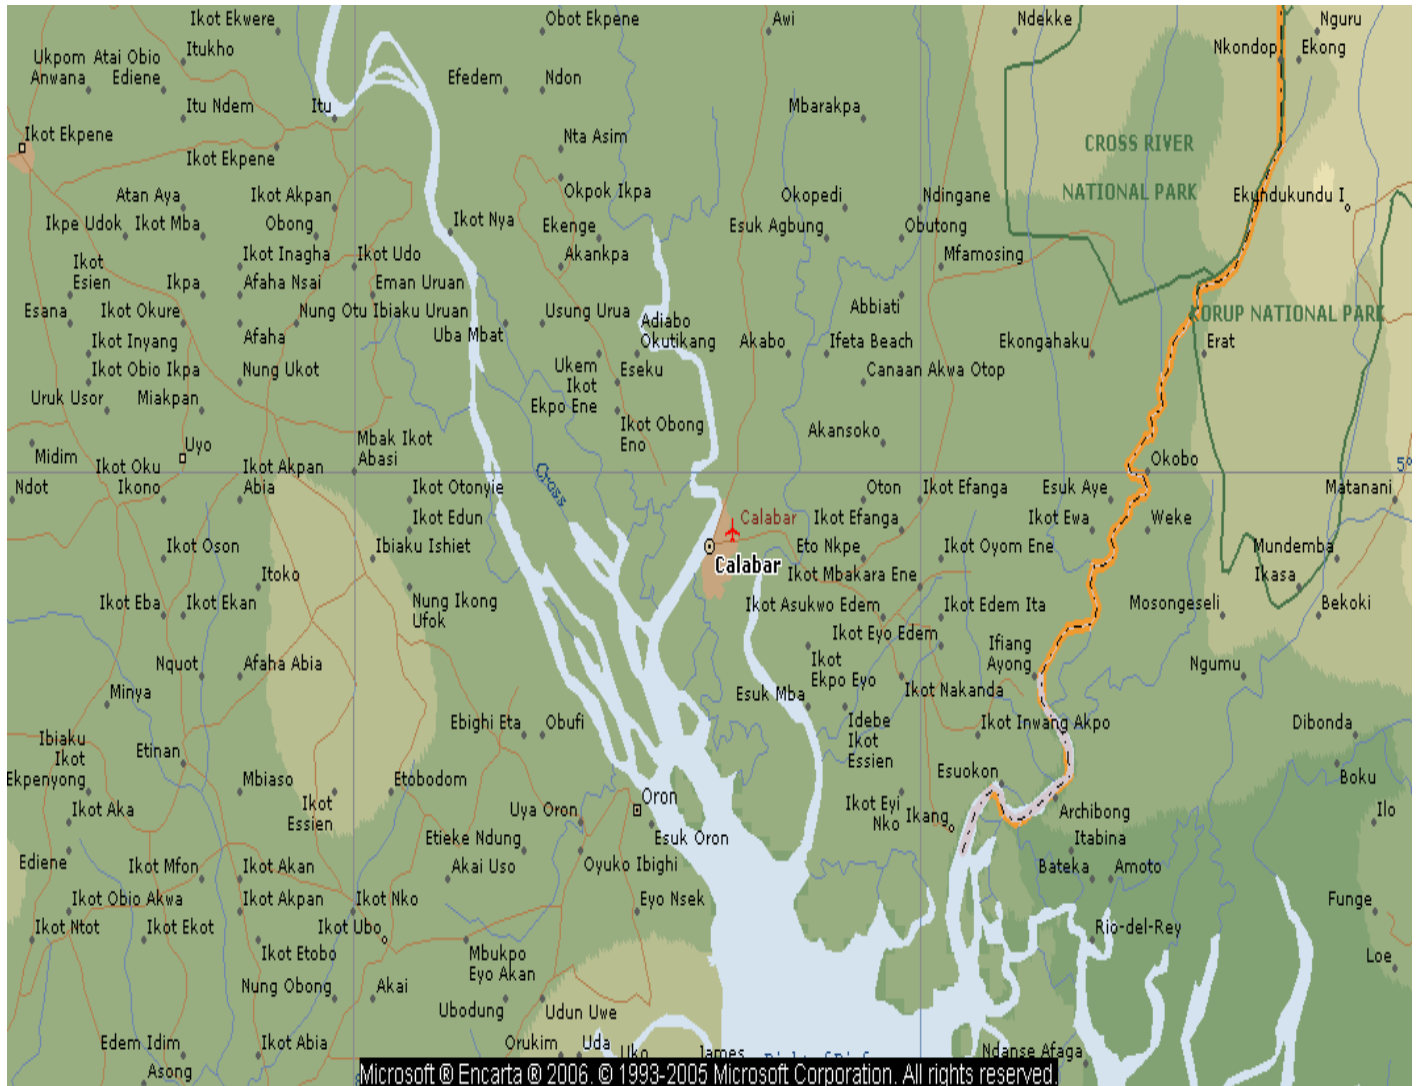 Ikot Ekwere
Obot Ekpene
Awi
Ndekke
Nguru
Ukpom
Anwana
Atai Obio
Ediene
Itukho
Efedem
Ndon
Nkondop
Ekong
Itu Ndem
Itu
Mbarakpa
Ikot Ekpene
Ikot Ekpene
Nta Asim
CROSS RIVER
NATIONAL PARK
Atan Aya
Ikot Akpan
Okpok Ikpa
Okopedi
Ndingane
Ekundukundu I
Ikpe Udok
Ikot Mba
Obong
Ikot Nya
Ekenge
Esuk Agbung
Obutong
Ikot
Esien
Ikot Inagha
Ikot Udo
Akankpa
Mfamosing
Ikpa
Afaha Nsai
Eman Uruan
Abbiati
Esana
Ikot Okure
Nung Otu Ibiaku Uruan
Usung Urua
Adiabo
Okutikang
KORUP NATIONAL PARK
Ikot Inyang
Afaha
Uba Mbat
Akabo
Ifeta Beach
Ekongahaku
Erat
Ikot Obio Ikpa
Nung Ukot
Ukem
Ikot
Ekpo Ene
Eseku
Canaan Akwa Otop
Uruk Usor
Miakpan
Ikot Obong
Eno
Akansoko
Midim
Uyo
Mbak Ikot
Abasi
Ikot Oku
Ikono
Ikot Akpan
Abia
Cross
Okobo
5°
Ndot
Ikot Otonyie
Oton
Ikot Efanga
Esuk Aye
Matanani
Ikot Edun
Calabar
Ikot Efanga
Ikot Ewa
Weke
Ikot Oson
Ibiaku Ishiet
Calabar
Eto Nkpe
Ikot Oyom Ene
Mundemba
Itoko
Ikot Mbakara Ene
Ikasa
Ikot Eba
Ikot Ekan
Nung Ikong
Ufok
Ikot Asukwo Edem
Ikot Edem Ita
Mosongeseli
Bekoki
Ikot Eyo Edem
Ifiang
Ayong
Nquot
Afaha Abia
Ikot
Ekpo Eyo
Ngumu
Minya
Esuk Mba
Ikot Nakanda
Ebighi Eta
Obufi
Idebe
Ikot
Essien
Ikot Inwang Akpo
Dibonda
Ibiaku
Ikot
Ekpenyong
Etinan
Mbiaso
Etobodom
Esuokon
Boku
Ikot Aka
Ikot
Essien
Uya Oron
Oron
Ikot Eyi
Nko
Ikang
Archibong
Ilo
Etieke Ndung
Esuk Oron
Itabina
Ediene
Ikot Mfon
Ikot Akan
Akai Uso
Oyuko Ibighi
Bateka
Amoto
Ikot Obio Akwa
Ikot Akpan
Ikot Nko
Eyo Nsek
Funge
Ikot Ntot
Ikot Ekot
Ikot Ubo
Rio-del-Rey
Ikot Etobo
Mbukpo
Eyo Akan
Loe
Nung Obong
Akai
Ubodung
Udun Uwe
Edem Idim
Ikot Abia
Orukim
Uda
Uko
James
Ndanse Afaga
Asong
Microsoft ® Encarta ® 2006. © 1993-2005 Microsoft Corporation. All rights reserved.